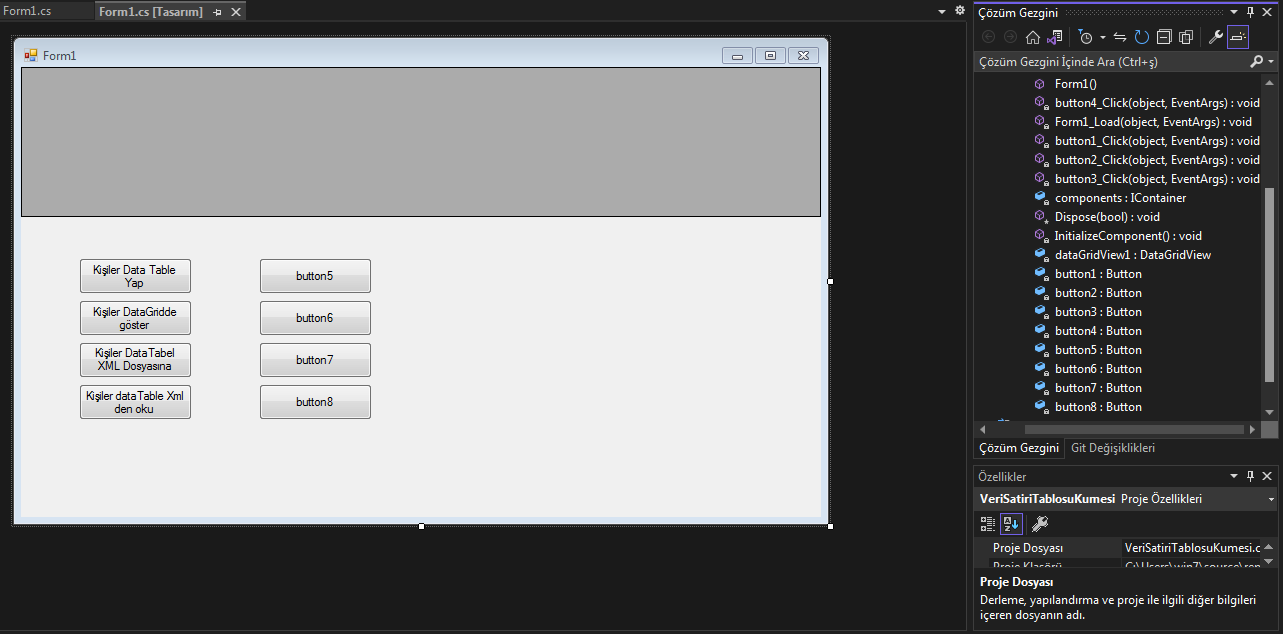 Form1.cs
Form1.cs [Tasarım]
Form1
Kişiler Data Table
Yap
Kişiler DataGridde
göster
Kişiler DataTabel
XML Dosyasına
Kişiler dataTable Xml
den oku
button5
button6
button7
button8
Çözüm Gezgini
Çözüm Gezgini İçinde Ara (Ctrl+ş)
Form1()
button4_Click(object, EventArgs) : void
Form1_Load(object, EventArgs) : void
button1_Click(object, EventArgs) : void
button2_Click(object, EventArgs) : void
button3_Click(object, EventArgs) : void
components : IContainer
Dispose(bool) : void
InitializeComponent() : void
dataGridView1 : DataGridView
button1 : Button
button2 : Button
button3 : Button
button4 : Button
button5 : Button
button6 : Button
button7 : Button
button8 : Button
Çözüm Gezgini Git Değişiklikleri
Özellikler
VeriSatiriTablosuKumesi Proje Özellikleri
Proje Dosyası VeriSatiriTablosuKumesi.c
Proje Klasörü C:\Users\win7\source\rep
Proje Dosyası
Derleme, yapılandırma ve proje ile ilgili diğer bilgileri
içeren dosyanın adı.